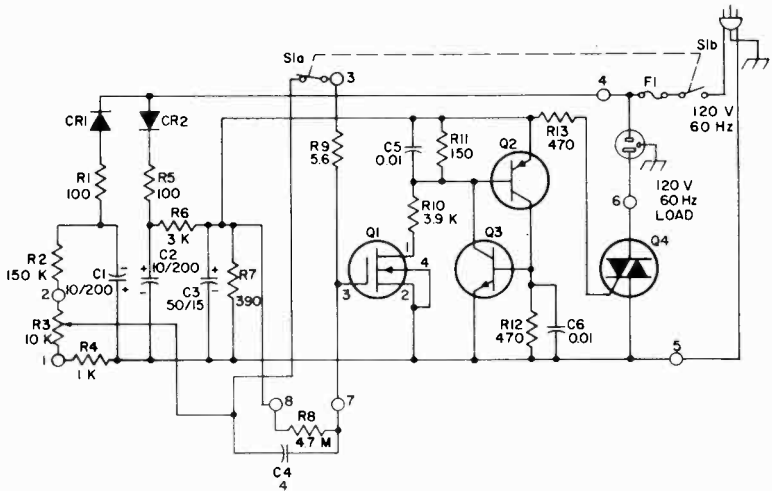 S1a
S1b
3
4
F1
120 V
60 Hz
CR1
CR2
R1
100
R5
100
R9
5.6
C5
0.01
R11
150
Q2
R13
470
120 V
60 Hz
LOAD
6
R6
3 K
R10
3.9 K
R2
150 K
C1
10/200
C2
10/200
C3
50/15
R7
390
Q1
1
4
2
3
Q3
Q4
2
R3
10 K
1
R4
1 K
R12
470
C6
0.01
5
8
7
R8
47 M
C4
4